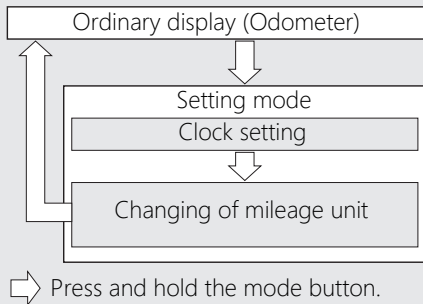 Ordinary display (Odometer)
Setting mode
Clock setting
Changing of mileage unit
Press and hold the mode button.